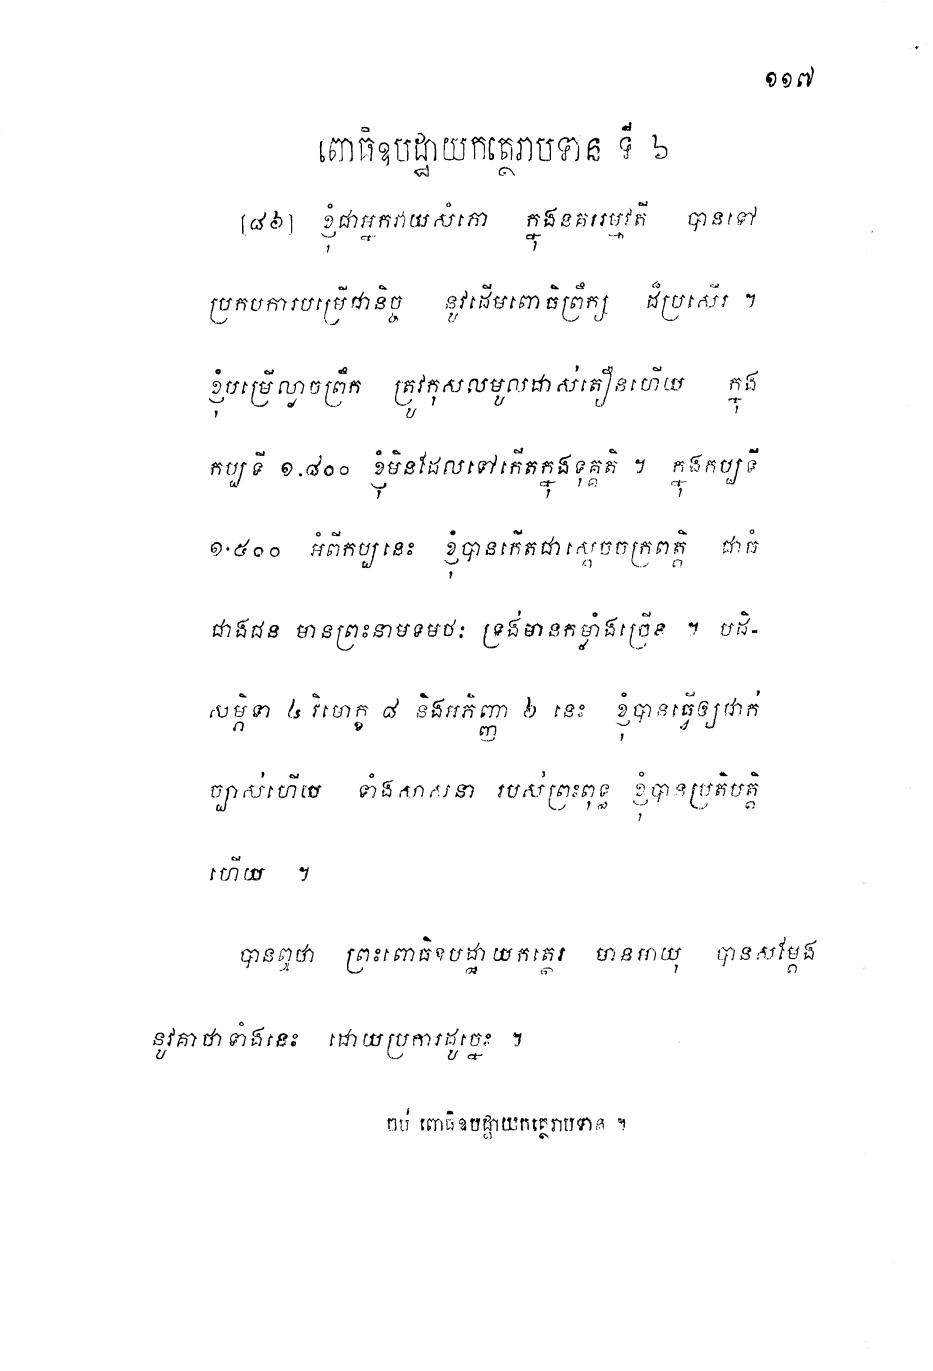 ១១៧
ពោធិឧបដ្ឋាយកត្ថេរាបទាន ទី ៦
[៨៦] ខ្ញុំជាអ្នកវាយសំភោ ក្នុងនគររម្មវតី បានទៅ
ប្រកបការបម្រើជានិច្ច នូវដើមពោធិព្រឹក្ស ដ៏ប្រសើរ ។
ខ្ញុំបម្រើល្ងាចព្រឹក ត្រូវកុសលមូលដាស់តឿនហើយ ក្នុង
កប្បទី ១.៨០០ ខ្ញុំមិនដែលទៅកើតក្នុងទុគ្គតិ ។ ក្នុងកប្បទី
១.៥០០ អំពីកប្បនេះ ខ្ញុំបានកើតជាស្តេចចក្រពត្តិ ជាធំ
ជាងជន មានព្រះនាមទមថៈ ទ្រង់មានកម្លាំងច្រើន ។ បដិ-
សម្ភិទា ៤ វិមោក្ខ ៨ និងអភិញ្ញា ៦ នេះ ខ្ញុំបានធ្វើឲ្យជាក់
ច្បាស់ហើយ ទាំងសាសនា របស់ព្រះពុទ្ធ ខ្ញុំបានប្រតិបត្តិ
ហើយ ។
បានឮថា ព្រះពោធិឧបដ្ឋាយកត្ថេរ មានអាយុ បានសម្តែង
នូវគាថាទាំងនេះ ដោយប្រការដូច្នេះ ។
ចប់ ពោធិឧបដ្ឋាយកត្ថេរាបទាន ។